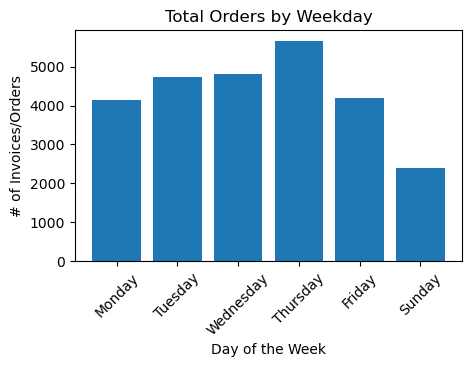 Total Orders by Weekday
# of Invoices/Orders
5000
4000
3000
2000
1000
0
Monday
Tuesday
Wednesday
Thursday
Friday
Sunday
Day of the Week